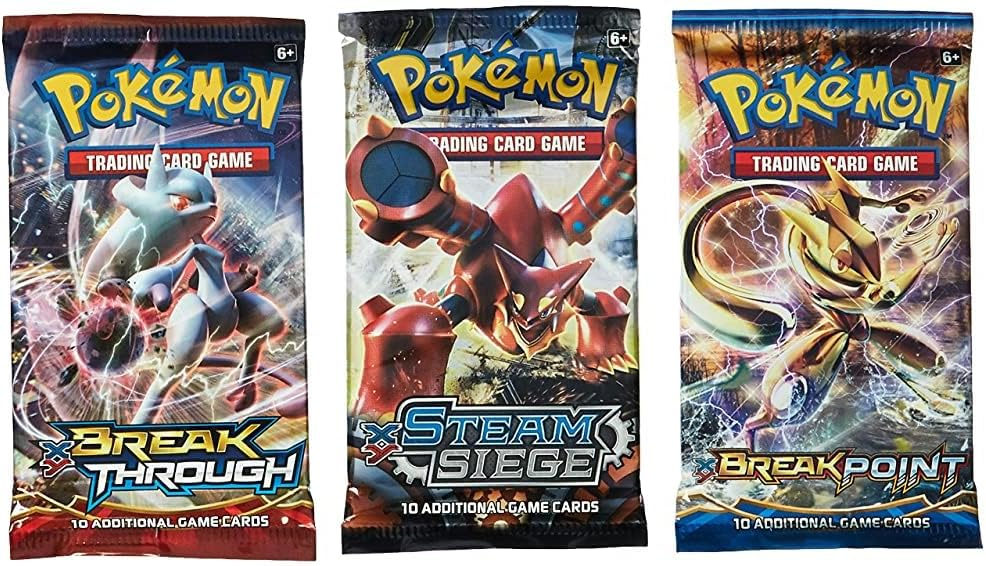 6+
POKéMON
TRADING CARD GAME
XY
BREAK
THROUGH
10 ADDITIONAL GAME CARDS
6+
POKéMON
TRADING CARD GAME
XY
STEAM
SIEGE
10 ADDITIONAL GAME CARDS
6+
POKéMON
TRADING CARD GAME
XY
BREAKPOINT
10 ADDITIONAL GAME CARDS